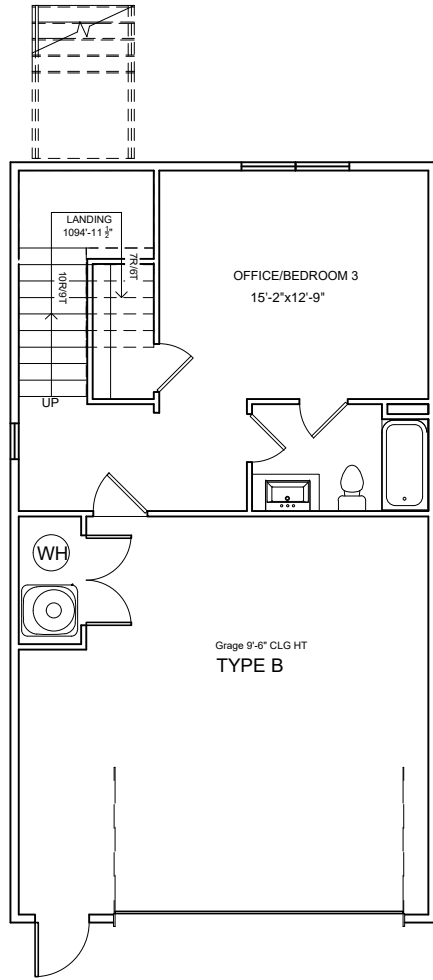 LANDING
1094'-11 1/2"
7R/6T
10R/9T
UP
OFFICE/BEDROOM 3
15'-2"x12'-9"
WH
Grage 9'-6" CLG HT
TYPE B